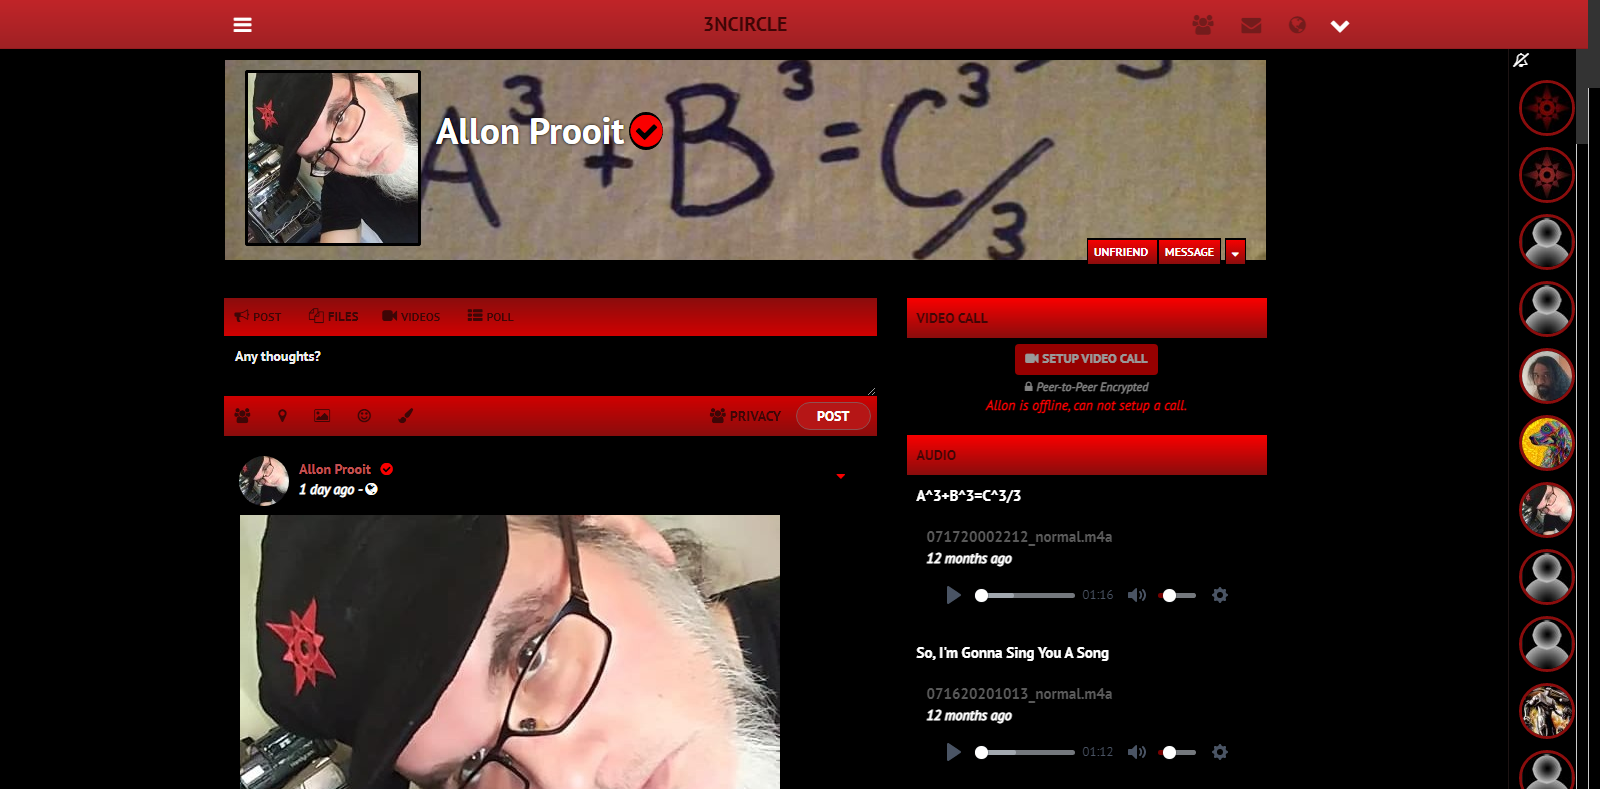 3NCIRCLE
A³ + B³ = C³/3
Allon Prooit
UNFRIEND MESSAGE
POST FILES VIDEOS POLL
Any thoughts?
PRIVACY POST
Allon Prooit
1 day ago -
VIDEO CALL
SETUP VIDEO CALL
Peer-to-Peer Encrypted
Allon is offline, can not setup a call.
AUDIO
A^3+B^3=C^3/3
071720002212_normal.m4a
12 months ago
01:16
So, I'm Gonna Sing You A Song
071620201013_normal.m4a
12 months ago
01:12